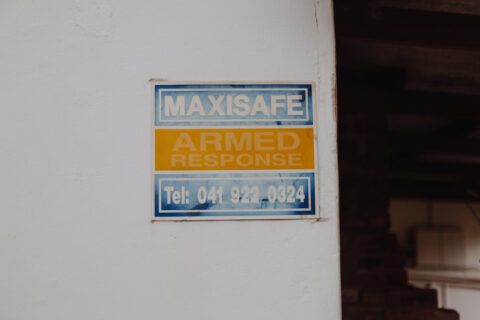 MAXISAFE
ARMED
RESPONSE
Tel: 041 922 0324